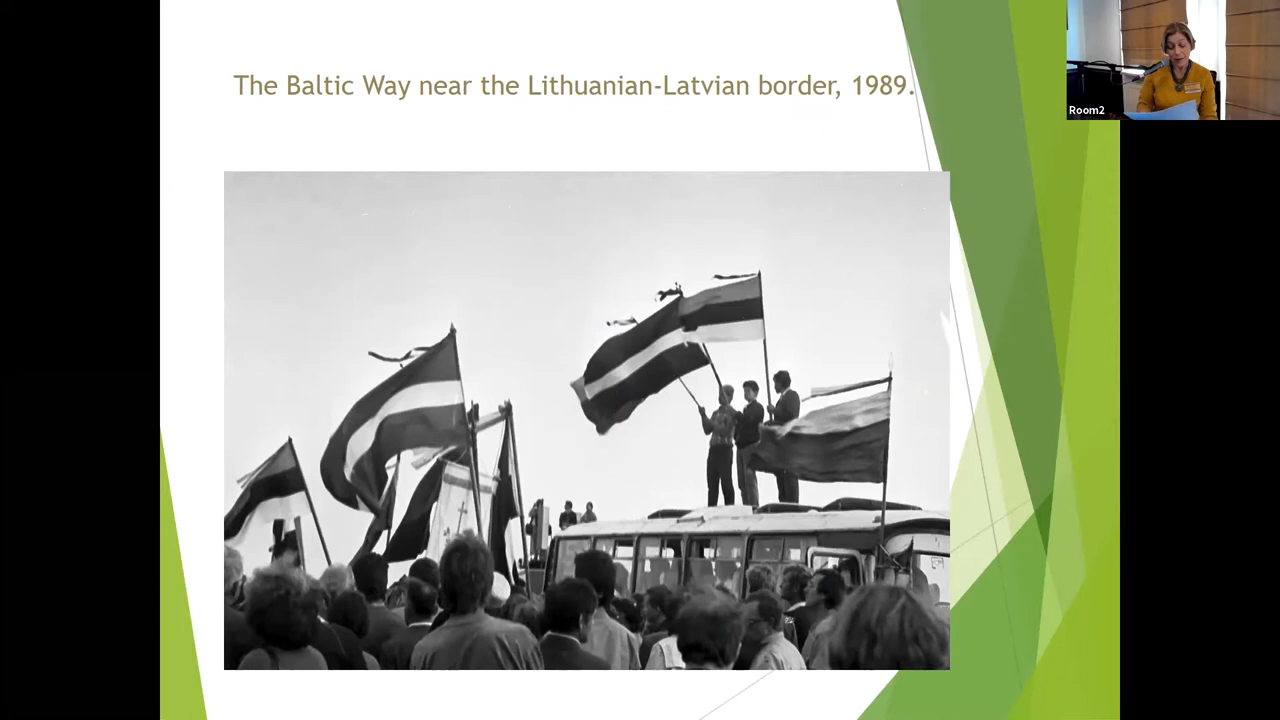 The Baltic Way near the Lithuanian-Latvian border, 1989.
Room2